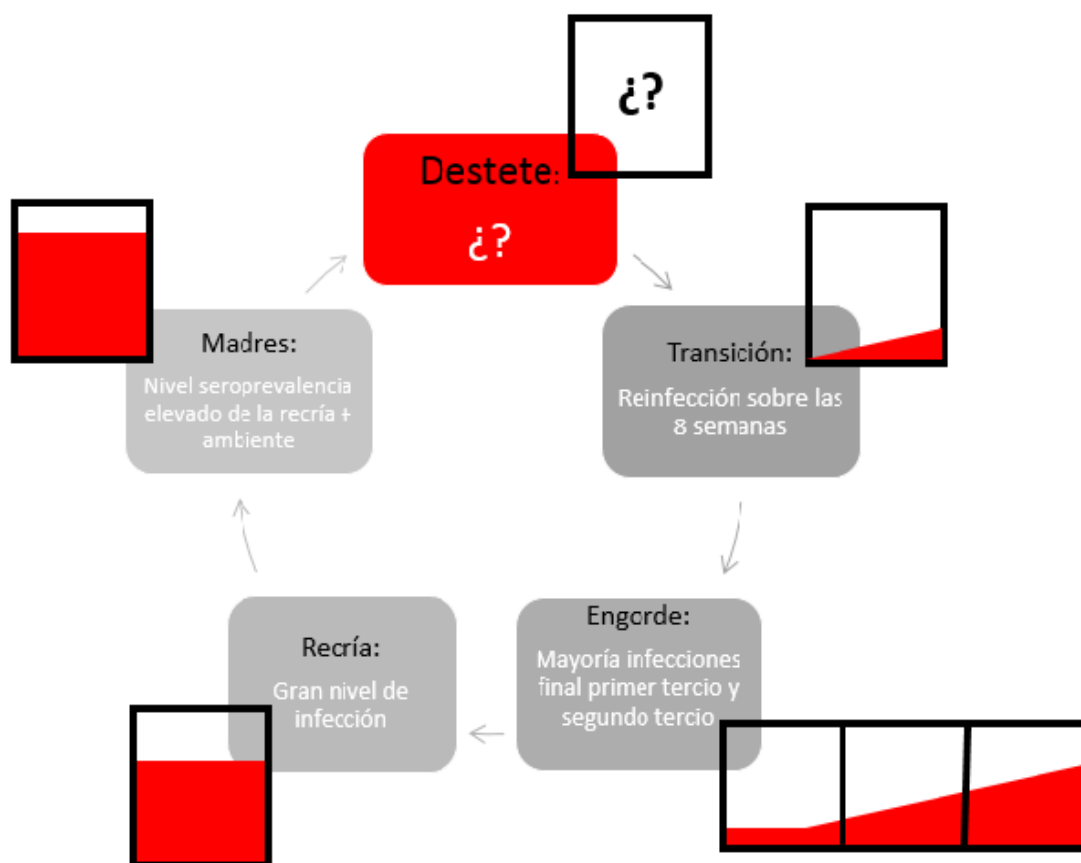 ¿?
Destete:
¿?
Transición:
Reinfección sobre las
8 semanas
Engorde:
Mayoría infecciones
final primer tercio y
segundo tercio
Recría:
Gran nivel de
infección
Madres:
Nivel seroprevalencia
elevado de la recría +
ambiente